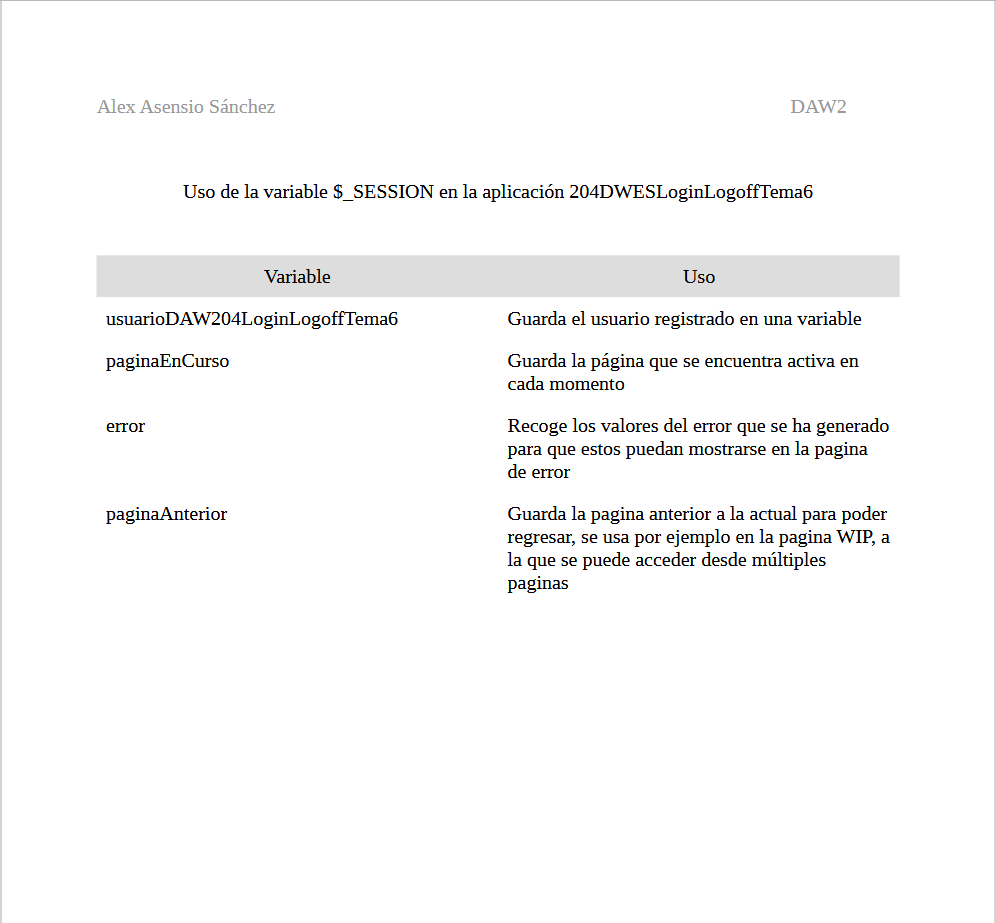 Alex Asensio Sánchez DAW2
Uso de la variable $_SESSION en la aplicación 204DWESLoginLogoffTema6
Variable Uso
usuarioDAW204LoginLogoffTema6 Guarda el usuario registrado en una variable
paginaEnCurso Guarda la página que se encuentra activa en
cada momento
error Recoge los valores del error que se ha generado
para que estos puedan mostrarse en la pagina
de error
paginaAnterior Guarda la pagina anterior a la actual para poder
regresar, se usa por ejemplo en la pagina WIP, a
la que se puede acceder desde múltiples
paginas